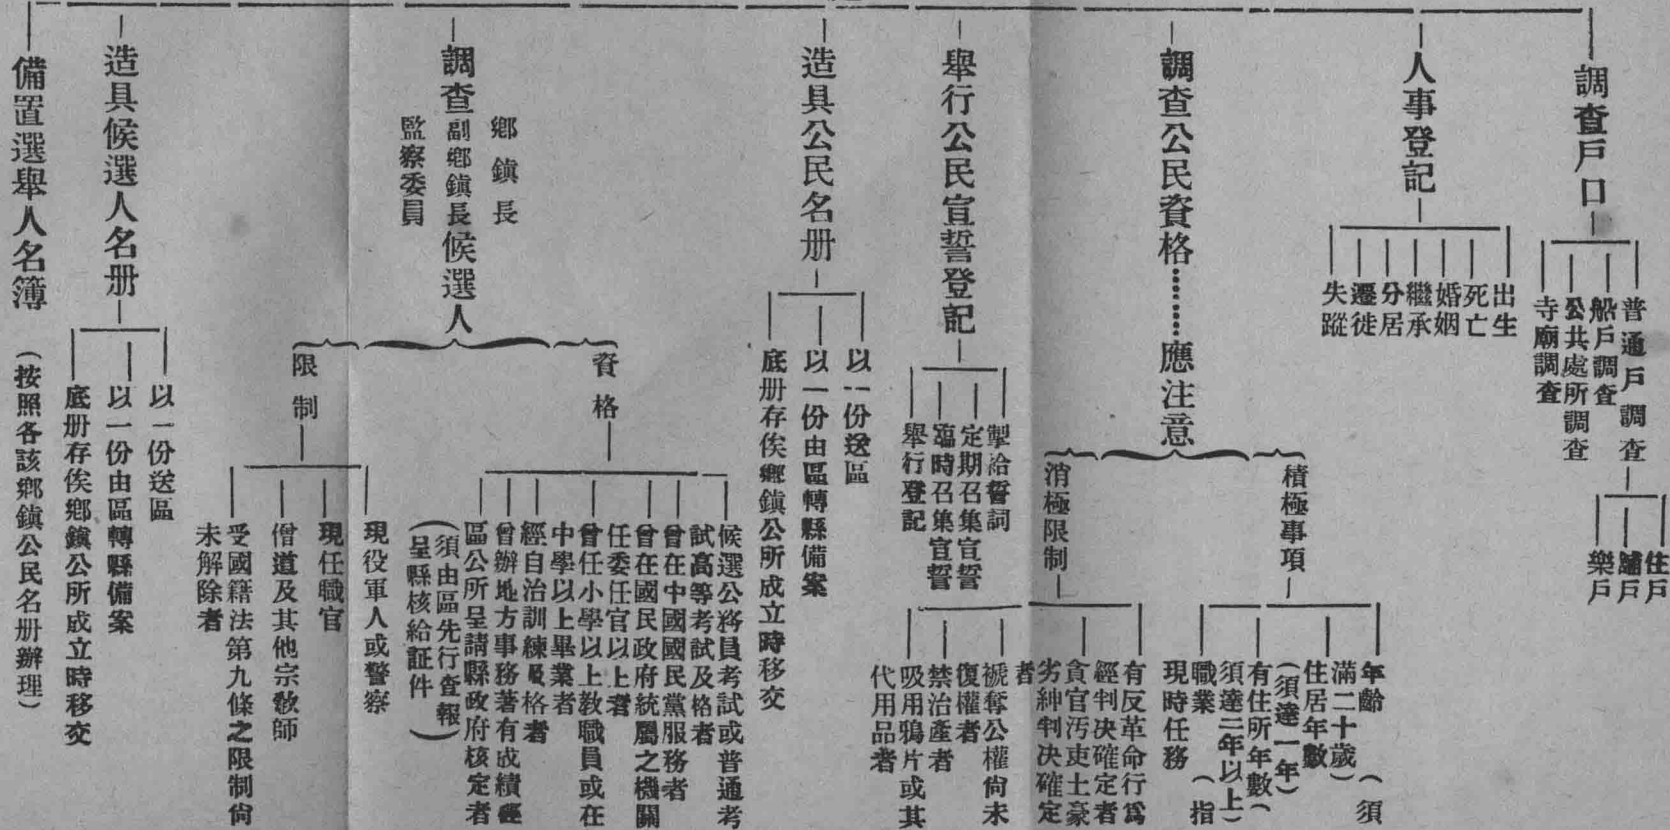 調查戶口
普通戶調查
住戶
舖戶
樂戶
船戶調查
公共處所調查
寺廟調查
人事登記
出生
死亡
婚姻
繼承
分居
遷徙
失蹤
調查公民資格………應注意
積極事項
年齡（須
滿二十歲）
住居年數
（須達一年）
有住所年數（
須達二年以上）
職業（指
現時任務
消極限制
有反革命行爲
經判决確定者
貪官汚吏土豪
劣紳判决確定
者
褫奪公權尙未
復權者
禁治產者
吸用鴉片或其
代用品者
舉行公民宣誓登記
製給誓詞
定期召集宣誓
臨時召集宣誓
舉行登記
造具公民名册
以一份送區
以一份由區轉縣備案
底册存俟鄉鎭公所成立時移交
鄉鎭長
調查副鄉鎭長候選人
監察委員
資格
候選公務員考試或普通考
試高等考試及格者
曾在中國國民黨服務者
曾在國民政府統屬之機關
任委任官以上者
曾任小學以上敎職員或在
中學以上畢業者
經自治訓練及格者
曾辦地方事務著有成績經
區公所呈請縣政府核定者
（須由區先行查報
呈縣核給証件）
限制
現役軍人或警察
現任職官
僧道及其他宗敎師
受國籍法第九條之限制尙
未解除者
造具候選人名册
以一份送區
以一份由區轉縣備案
底册存俟鄉鎭公所成立時移交
備置選舉人名簿（按照各該鄉鎭公民名册辦理）